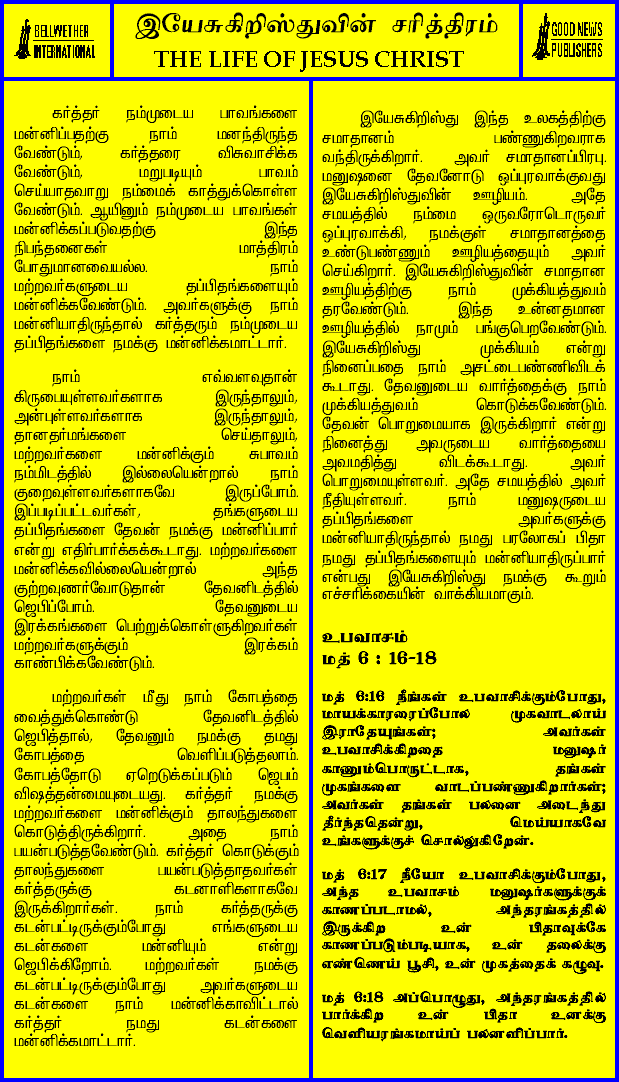 BELLWETHER
INTERNATIONAL
இயேசுகிறிஸ்துவின் சரித்திரம்
THE LIFE OF JESUS CHRIST
GOOD NEWS
PUBLISHERS
கர்த்தர் நம்முடைய பாவங்களை
மன்னிப்பதற்கு நாம் மனந்திருந்த
வேண்டும், கர்த்தரை விசுவாசிக்க
வேண்டும், மறுபடியும் பாவம்
செய்யாதவாறு நம்மைக் காத்துக்கொள்ள
வேண்டும். ஆயினும் நம்முடைய பாவங்கள்
மன்னிக்கப்படுவதற்கு இந்த
நிபந்தனைகள் மாத்திரம்
போதுமானவையல்ல. நாம்
மற்றவர்களுடைய தப்பிதங்களையும்
மன்னிக்கவேண்டும். அவர்களுக்கு நாம்
மன்னியாதிருந்தால் கர்த்தரும் நம்முடைய
தப்பிதங்களை நமக்கு மன்னிக்கமாட்டார்.
நாம் எவ்வளவுதான்
கிருபையுள்ளவர்களாக இருந்தாலும்,
அன்புள்ளவர்களாக இருந்தாலும்,
தானதர்மங்களை செய்தாலும்,
மற்றவர்களை மன்னிக்கும் சுபாவம்
நம்மிடத்தில் இல்லையென்றால் நாம்
குறைவுள்ளவர்களாகவே இருப்போம்.
இப்படிப்பட்டவர்கள், தங்களுடைய
தப்பிதங்களை தேவன் நமக்கு மன்னிப்பார்
என்று எதிர்பார்க்கக்கூடாது. மற்றவர்களை
மன்னிக்கவில்லையென்றால் அந்த
குற்றவுணர்வோடுதான் தேவனிடத்தில்
ஜெபிப்போம். தேவனுடைய
இரக்கங்களை பெற்றுக்கொள்ளுகிறவர்கள்
மற்றவர்களுக்கும் இரக்கம்
காண்பிக்கவேண்டும்.
மற்றவர்கள் மீது நாம் கோபத்தை
வைத்துக்கொண்டு தேவனிடத்தில்
ஜெபித்தால், தேவனும் நமக்கு தமது
கோபத்தை வெளிப்படுத்தலாம்.
கோபத்தோடு ஏறெடுக்கப்படும் ஜெபம்
விஷத்தன்மையுடையது. கர்த்தர் நமக்கு
மற்றவர்களை மன்னிக்கும் தாலந்துகளை
கொடுத்திருக்கிறார். அதை நாம்
பயன்படுத்தவேண்டும். கர்த்தர் கொடுக்கும்
தாலந்துகளை பயன்படுத்தாதவர்கள்
கர்த்தருக்கு கடனாளிகளாகவே
இருக்கிறார்கள். நாம் கர்த்தருக்கு
கடன்பட்டிருக்கும்போது எங்களுடைய
கடன்களை மன்னியும் என்று
ஜெபிக்கிறோம். மற்றவர்கள் நமக்கு
கடன்பட்டிருக்கும்போது அவர்களுடைய
கடன்களை நாம் மன்னிக்காவிட்டால்
கர்த்தர் நமது கடன்களை
மன்னிக்கமாட்டார்.
இயேசுகிறிஸ்து இந்த உலகத்திற்கு
சமாதானம் பண்ணுகிறவராக
வந்திருக்கிறார். அவர் சமாதானப்பிரபு.
மனுஷனை தேவனோடு ஒப்புரவாக்குவது
இயேசுகிறிஸ்துவின் ஊழியம். அதே
சமயத்தில் நம்மை ஒருவரோடொருவர்
ஒப்புரவாக்கி, நமக்குள் சமாதானத்தை
உண்டுபண்ணும் ஊழியத்தையும் அவர்
செய்கிறார். இயேசுகிறிஸ்துவின் சமாதான
ஊழியத்திற்கு நாம் முக்கியத்துவம்
தரவேண்டும். இந்த உன்னதமான
ஊழியத்தில் நாமும் பங்குபெறவேண்டும்.
இயேசுகிறிஸ்து முக்கியம் என்று
நினைப்பதை நாம் அசட்டைபண்ணிவிடக்
கூடாது. தேவனுடைய வார்த்தைக்கு நாம்
முக்கியத்துவம் கொடுக்கவேண்டும்.
தேவன் பொறுமையாக இருக்கிறார் என்று
நினைத்து அவருடைய வார்த்தையை
அவமதித்து விடக்கூடாது. அவர்
பொறுமையுள்ளவர். அதே சமயத்தில் அவர்
நீதியுள்ளவர். நாம் மனுஷருடைய
தப்பிதங்களை அவர்களுக்கு
மன்னியாதிருந்தால் நமது பரலோகப் பிதா
நமது தப்பிதங்களையும் மன்னியாதிருப்பார்
என்பது இயேசுகிறிஸ்து நமக்கு கூறும்
எச்சரிக்கையின் வாக்கியமாகும்.
உபவாசம்
மத் 6 : 16-18
மத் 6:16 நீங்கள் உபவாசிக்கும்போது,
மாயக்காரரைப்போல முகவாடலாய்
இராதேயுங்கள்; அவர்கள்
உபவாசிக்கிறதை மனுஷர்
காணும்பொருட்டாக, தங்கள்
முகங்களை வாடப்பண்ணுகிறார்கள்;
அவர்கள் தங்கள் பலனை அடைந்து
தீர்ந்ததென்று, மெய்யாகவே
உங்களுக்குச் சொல்லுகிறேன்.
மத் 6:17 நீயோ உபவாசிக்கும்போது,
அந்த உபவாசம் மனுஷர்களுக்குக்
காணப்படாமல், அந்தரங்கத்தில்
இருக்கிற உன் பிதாவுக்கே
காணப்படும்படியாக, உன் தலைக்கு
எண்ணெய் பூசி, உன் முகத்தைக் கழுவு.
மத் 6:18 அப்பொழுது, அந்தரங்கத்தில்
பார்க்கிற உன் பிதா உனக்கு
வெளியரங்கமாய்ப் பலனளிப்பார்.